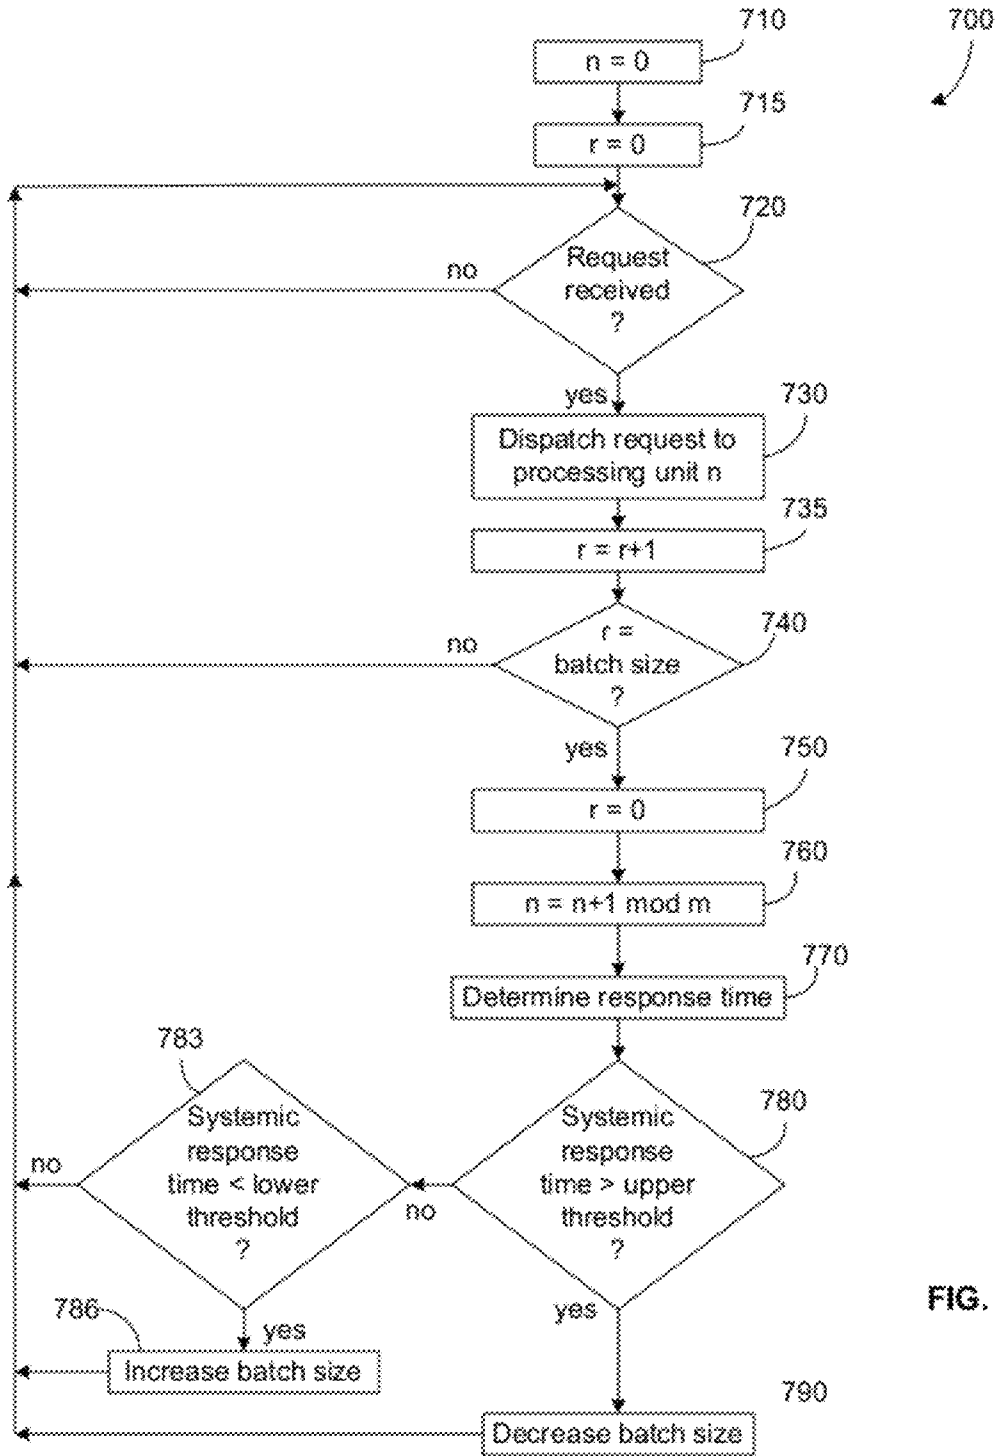 710
700
n = 0
715
r = 0
720
Request
received
?
no
yes
730
Dispatch request to
processing unit n
735
r = r+1
740
r =
batch size
?
no
yes
750
r = 0
760
n = n+1 mod m
770
Determine response time
783
Systemic
response
time < lower
threshold
?
no
780
Systemic
response
time > upper
threshold
?
no
yes
FIG.
786
yes
Increase batch size
790
Decrease batch size